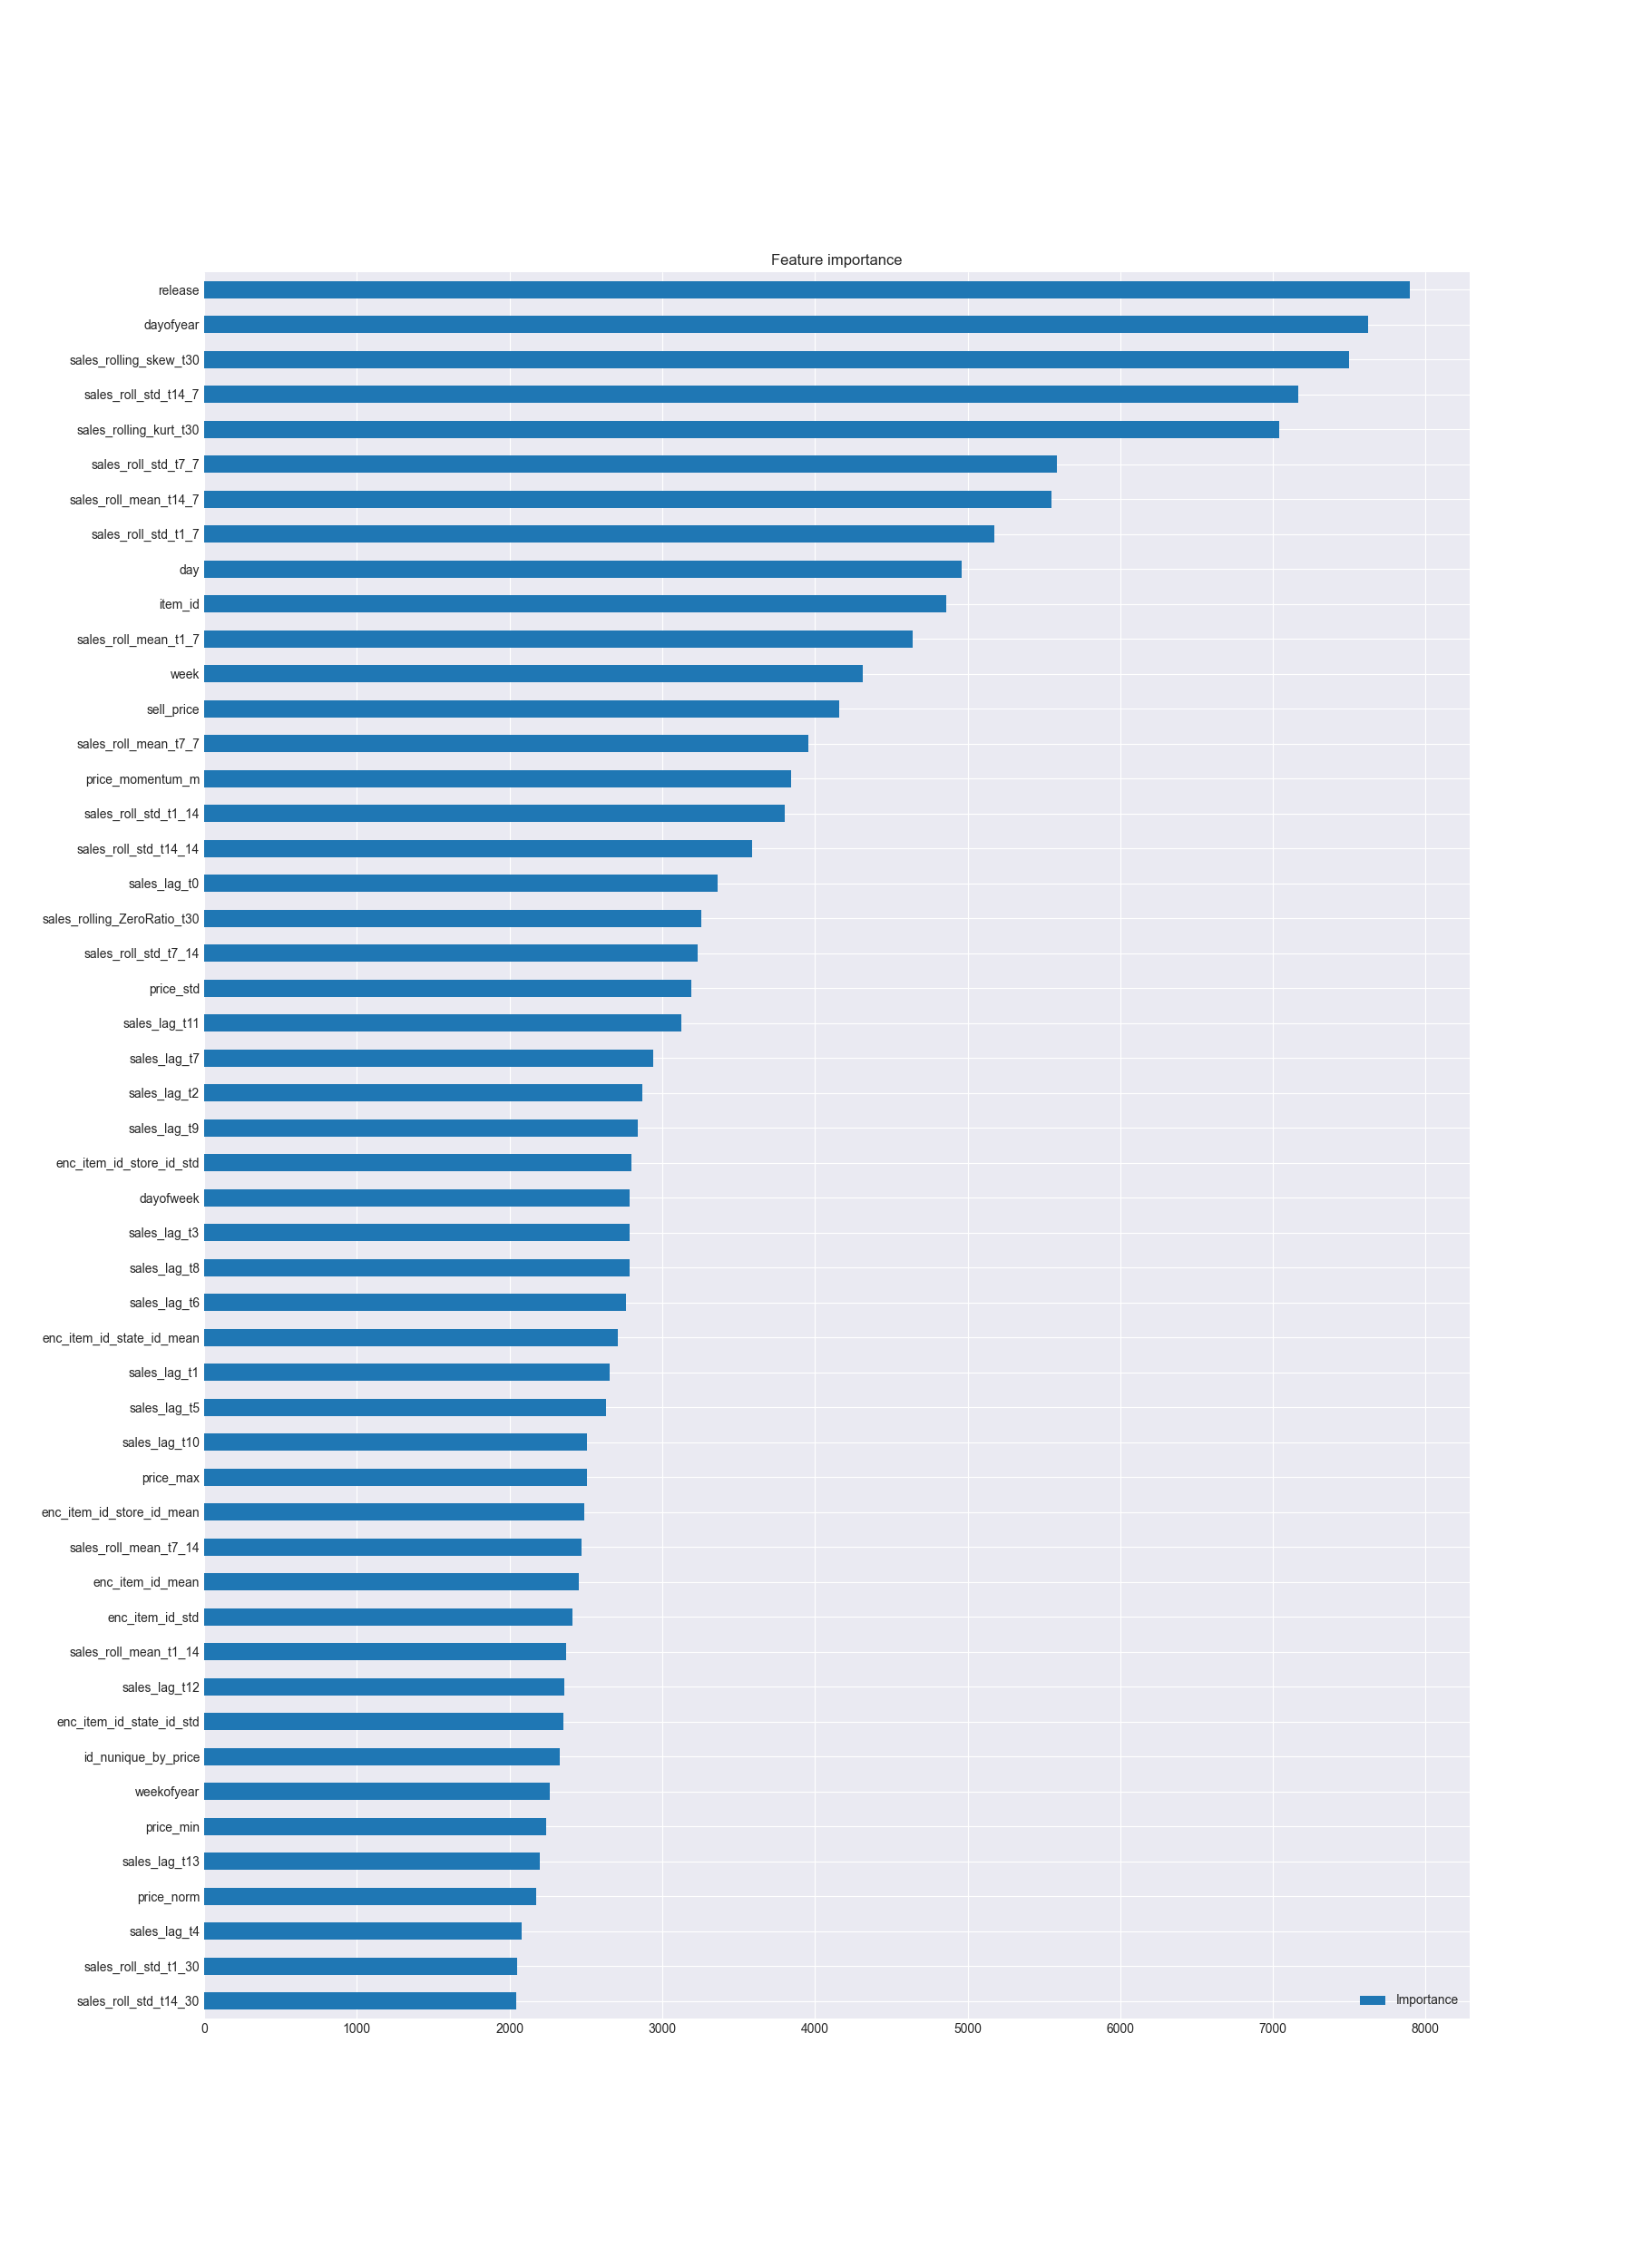 Feature importance
release
dayofyear
sales_rolling_skew_t30
sales_roll_std_t14_7
sales_rolling_kurt_t30
sales_roll_std_t7_7
sales_roll_mean_t14_7
sales_roll_std_t1_7
day
item_id
sales_roll_mean_t1_7
week
sell_price
sales_roll_mean_t7_7
price_momentum_m
sales_roll_std_t1_14
sales_roll_std_t14_14
sales_lag_t0
sales_rolling_ZeroRatio_t30
sales_roll_std_t7_14
price_std
sales_lag_t11
sales_lag_t7
sales_lag_t2
sales_lag_t9
enc_item_id_store_id_std
dayofweek
sales_lag_t3
sales_lag_t8
sales_lag_t6
enc_item_id_state_id_mean
sales_lag_t1
sales_lag_t5
sales_lag_t10
price_max
enc_item_id_store_id_mean
sales_roll_mean_t7_14
enc_item_id_mean
enc_item_id_std
sales_roll_mean_t1_14
sales_lag_t12
enc_item_id_state_id_std
id_nunique_by_price
weekofyear
price_min
sales_lag_t13
price_norm
sales_lag_t4
sales_roll_std_t1_30
sales_roll_std_t14_30
Importance
0 1000 2000 3000 4000 5000 6000 7000 8000